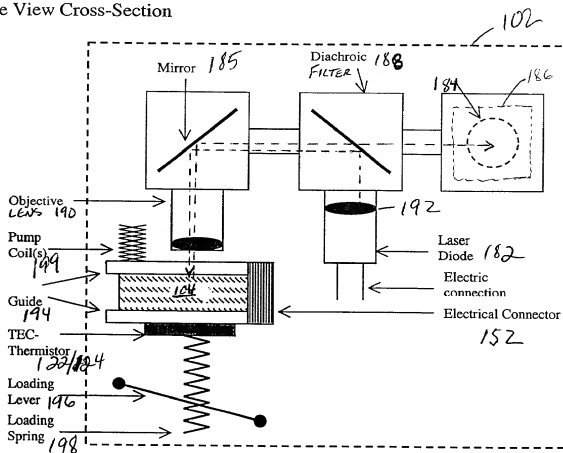 e View Cross-Section
102
Mirror 185
Diachroic 188
FILTER
184
186
Objective
LENS 190
192
Pump
Coil(s)
199
Laser
Diode 182
104
Guide
194
Electric
connection
TEC-
Thermistor
122/124
Electrical Connector
152
Loading
Lever 196
Loading
Spring
198